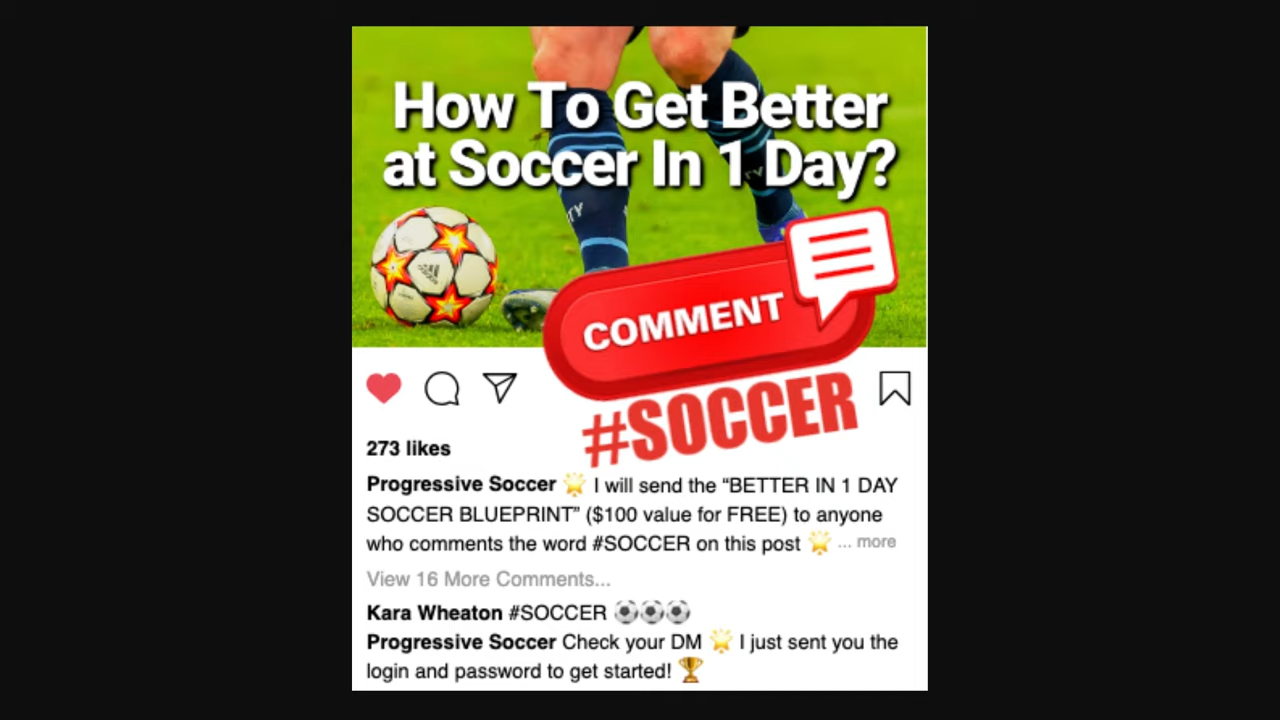 How To Get Better
at Soccer In 1 Day?
TY
COMMENT
#SOCCER
273 likes
Progressive Soccer 🌟 I will send the “BETTER IN 1 DAY
SOCCER BLUEPRINT” ($100 value for FREE) to anyone
who comments the word #SOCCER on this post 🌟 ... more
View 16 More Comments...
Kara Wheaton #SOCCER ⚽⚽⚽
Progressive Soccer Check your DM 🌟 I just sent you the
login and password to get started! 🏆